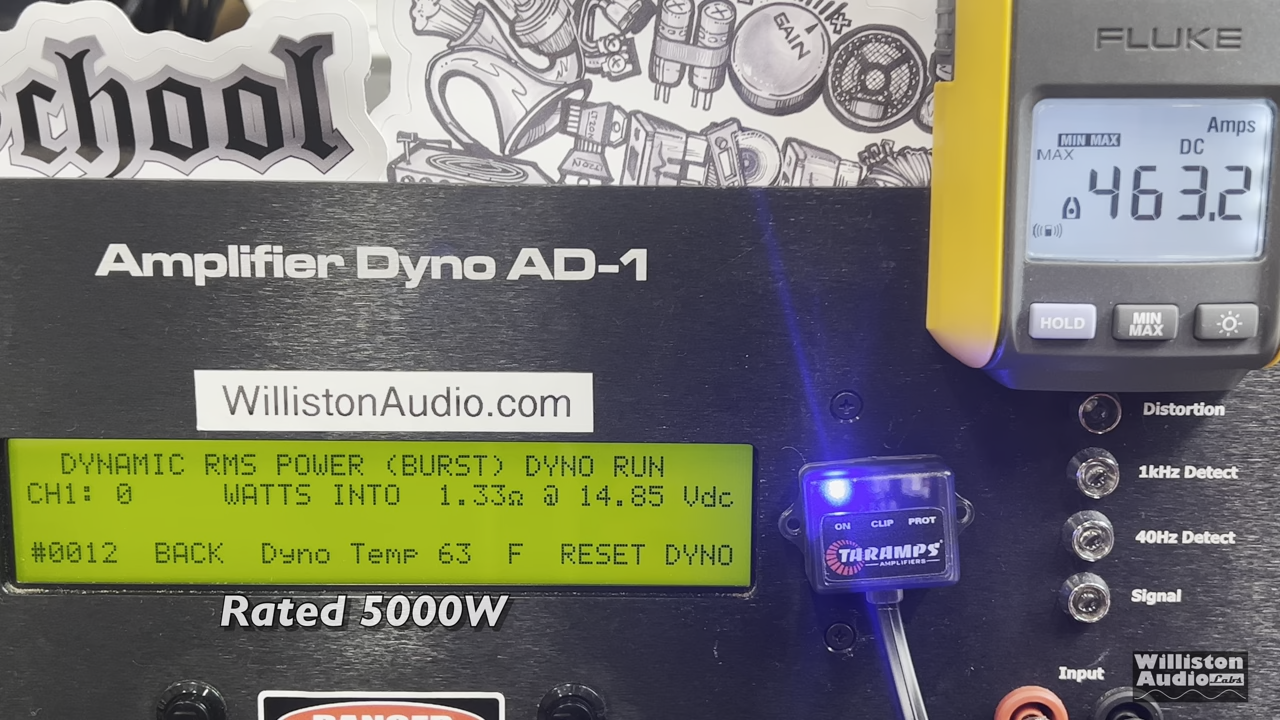 chool
GAIN
FLUKE
Amps
MIN MAX
MAX
DC
463.2
HOLD
MIN
MAX
Amplifier Dyno AD-1
WillistonAudio.com
DYNAMIC RMS POWER (BURST) DYNO RUN
CH1: 0 WATTS INTO 1.33Ω @ 14.85 Vdc
#0012 BACK Dyno Temp 63 F RESET DYNO
Rated 5000W
ON CLIP PROT
TARAMPS®
AMPLIFIERS
Distortion
1kHz Detect
40Hz Detect
Signal
Input
DANGER
Williston
Audio Labs